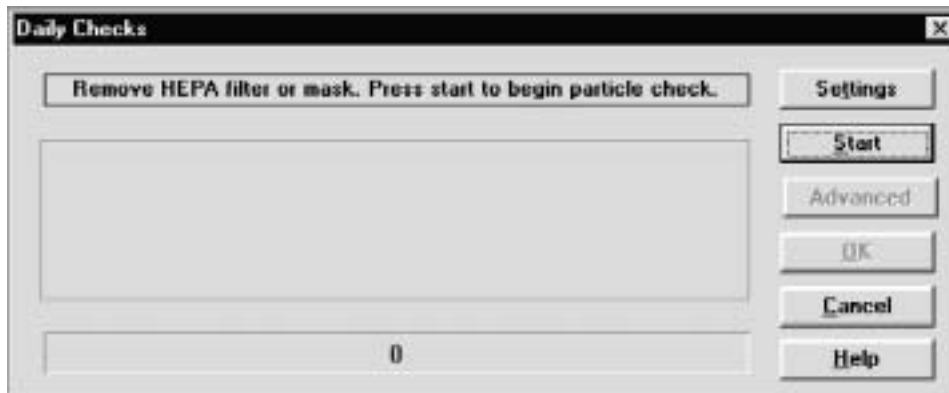 Daily Checks
Remove HEPA filter or mask. Press start to begin particle check.
Settings
Start
Advanced
OK
Cancel
0
Help